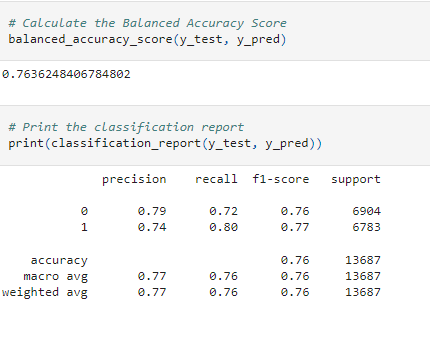 # Calculate the Balanced Accuracy Score
balanced_accuracy_score(y_test, y_pred)
0.7636248406784802
# Print the classification report
print(classification_report(y_test, y_pred))
precision recall f1-score support
0 0.79 0.72 0.76 6904
1 0.74 0.80 0.77 6783
accuracy 0.76 13687
macro avg 0.77 0.76 0.76 13687
weighted avg 0.77 0.76 0.76 13687